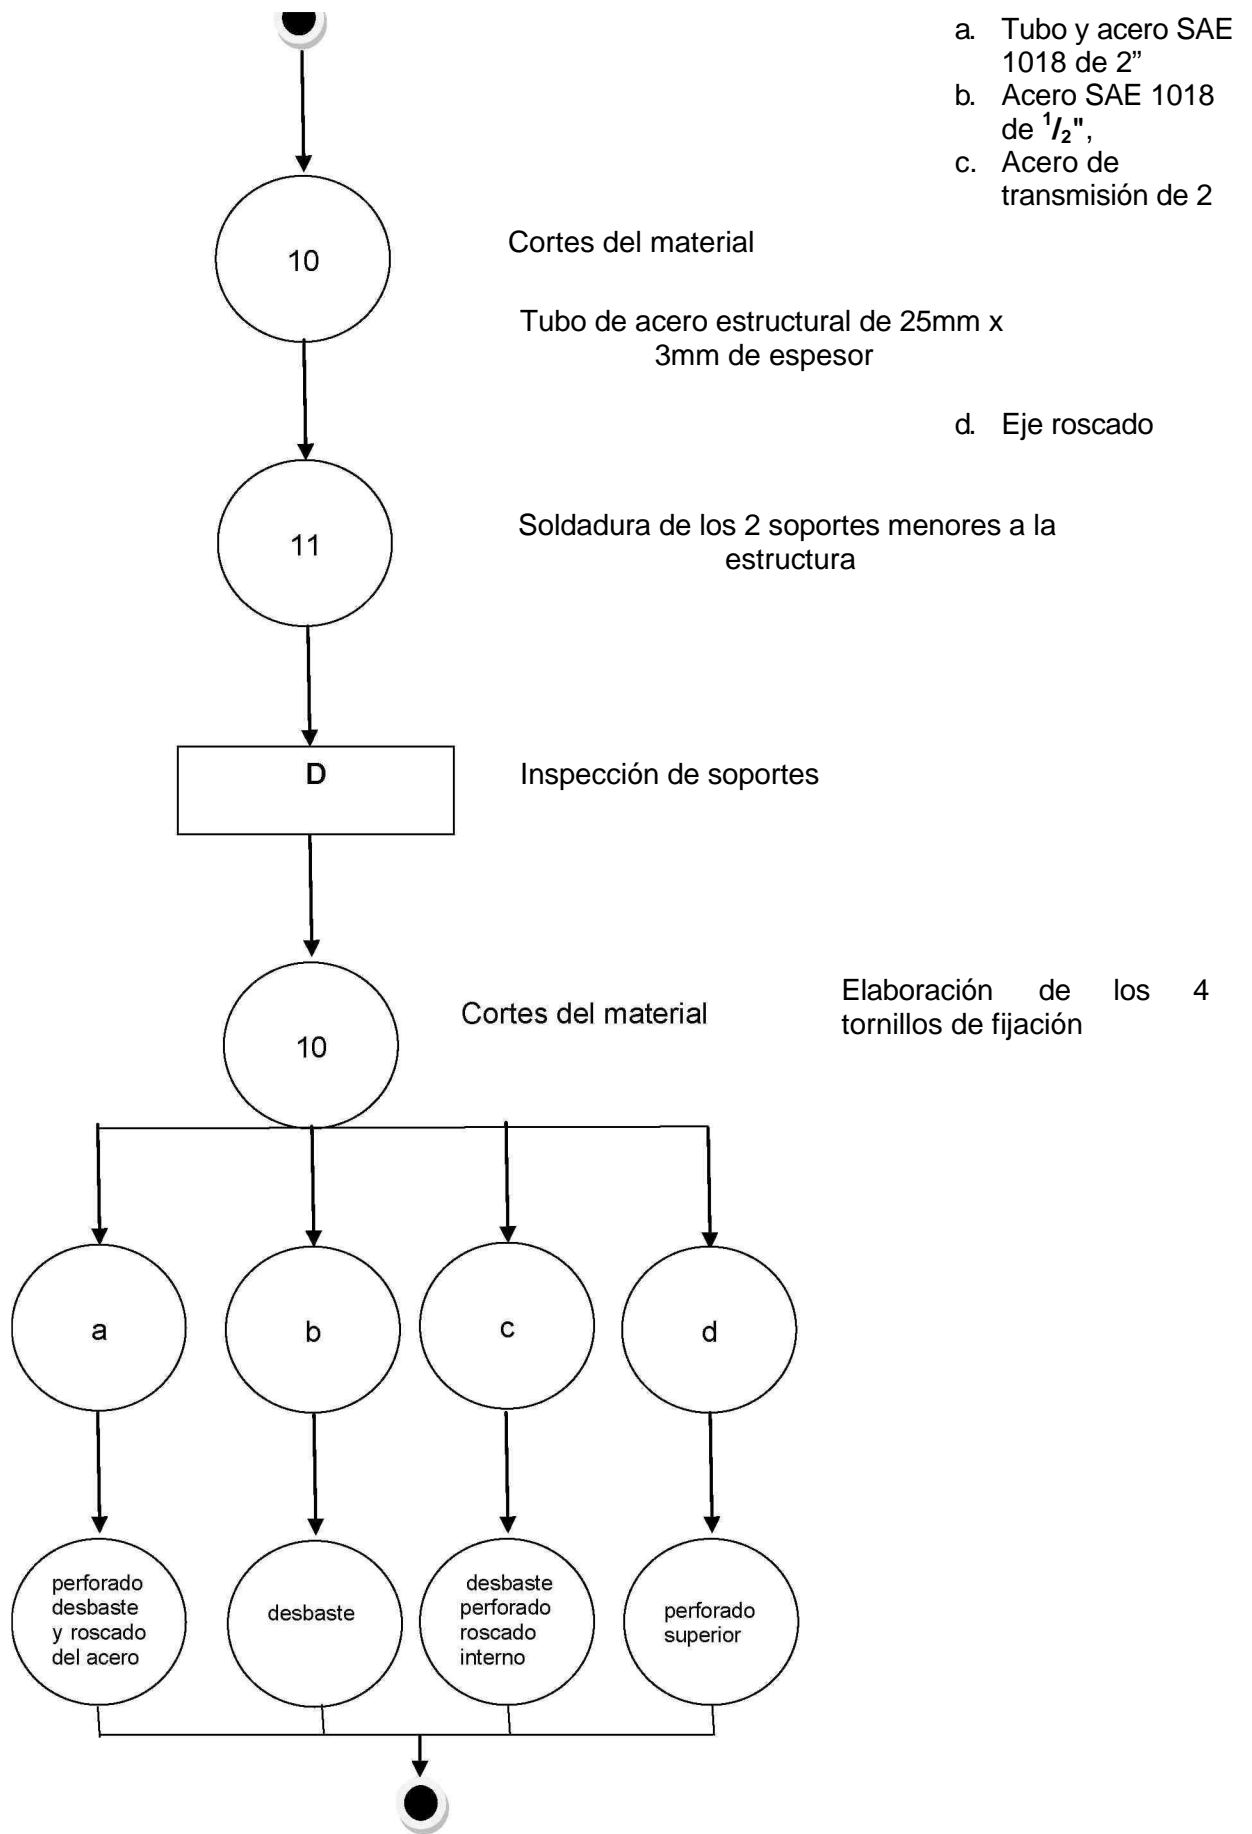 a. Tubo y acero SAE
1018 de 2”
b. Acero SAE 1018
de 1/2",
c. Acero de
transmisión de 2
10
Cortes del material
Tubo de acero estructural de 25mm x
3mm de espesor
d. Eje roscado
11
Soldadura de los 2 soportes menores a la
estructura
D
Inspección de soportes
10
Cortes del material
Elaboración de los 4
tornillos de fijación
a
b
c
d
perforado
desbaste
y roscado
del acero
desbaste
desbaste
perforado
roscado
interno
perforado
superior